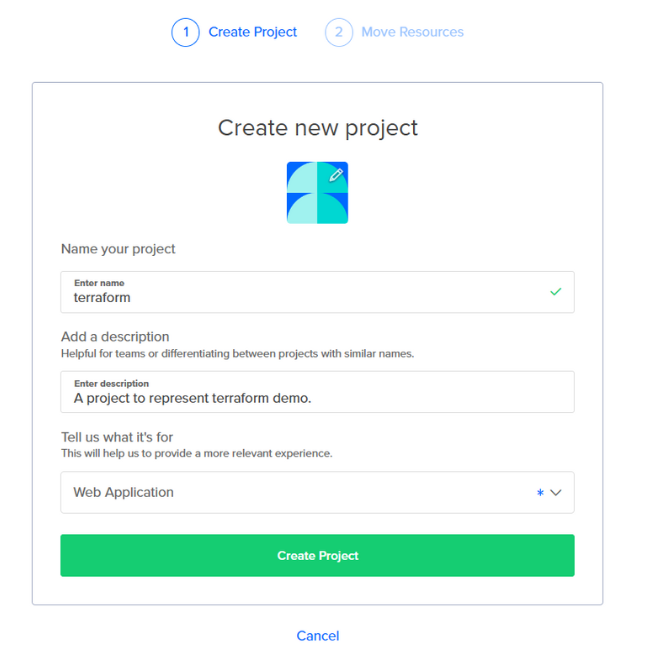 1 Create Project 2 Move Resources
Create new project
Name your project
Enter name
terraform
Add a description
Helpful for teams or differentiating between projects with similar names.
Enter description
A project to represent terraform demo.
Tell us what it's for
This will help us to provide a more relevant experience.
Web Application *
Create Project
Cancel